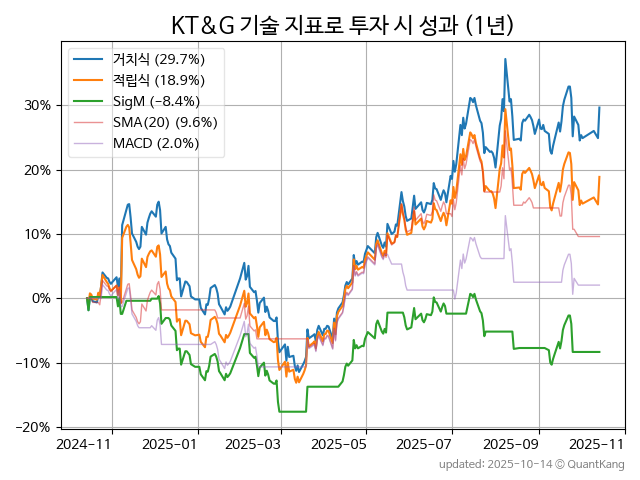 KT&G 기술 지표로 투자 시 성과 (1년)
거치식 (29.7%)
적립식 (18.9%)
SigM (−8.4%)
SMA(20) (9.6%)
MACD (2.0%)
30%
20%
10%
0%
−10%
−20%
2024-11 2025-01 2025-03 2025-05 2025-07 2025-09 2025-11
updated: 2025-10-14 © QuantKang